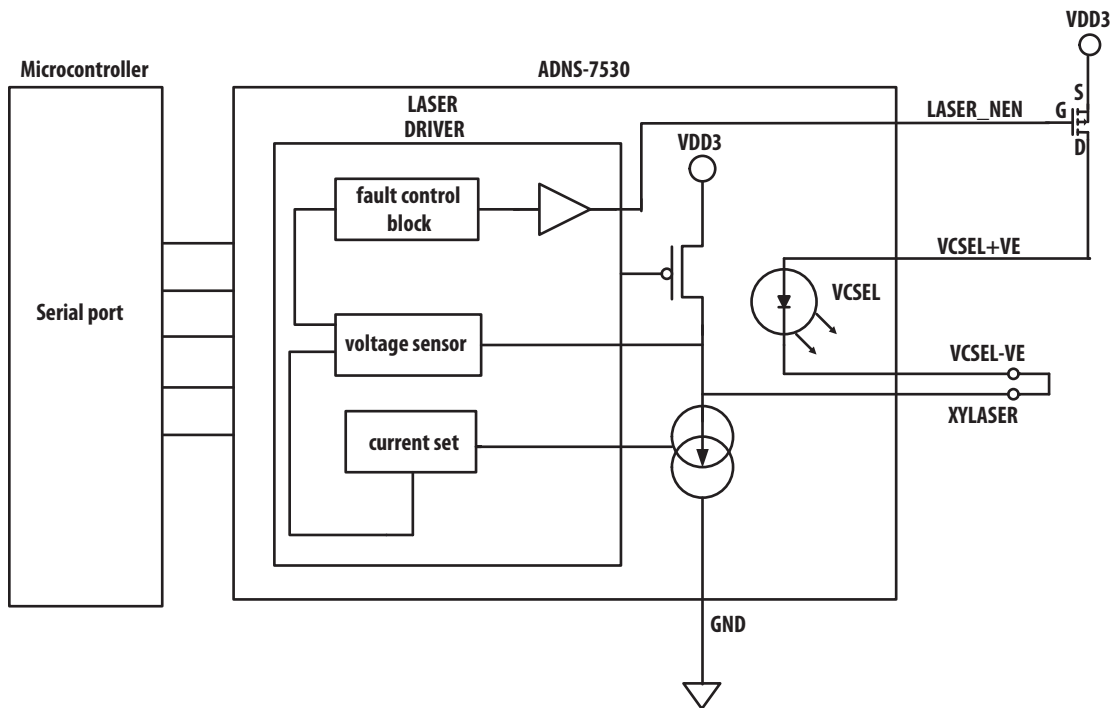 VDD3
Microcontroller
ADNS-7530
LASER
DRIVER
S
G
LASER_NEN
D
VDD3
fault control
block
VCSEL+VE
VCSEL
Serial port
voltage sensor
VCSEL-VE
XYLASER
current set
GND